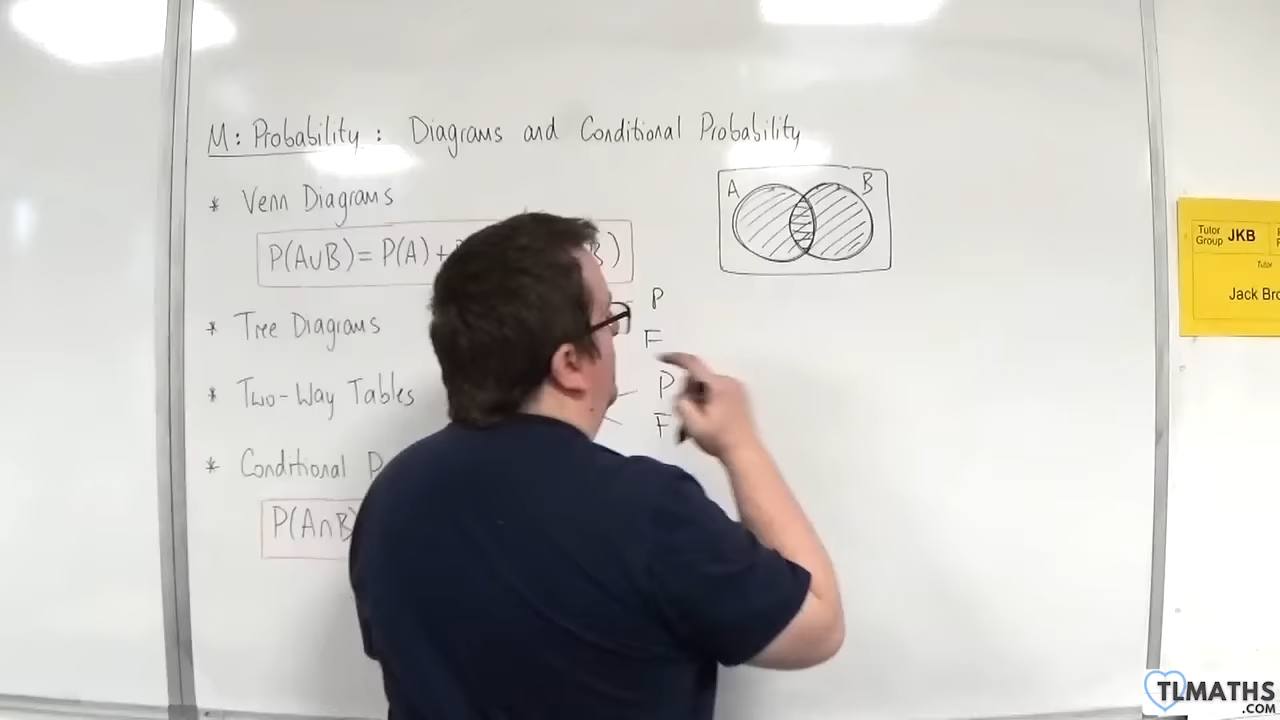 M: Probability: Diagrams and Conditional Probability
* Venn Diagrams
P(A∪B) = P(A) + B)
A B
* Tree Diagrams
P
F
* Two-Way Tables
P
F
* Conditional P
P(A∩B)
Tutor Group JKB
Tutor
Jack Bro
TLMATHS
.COM